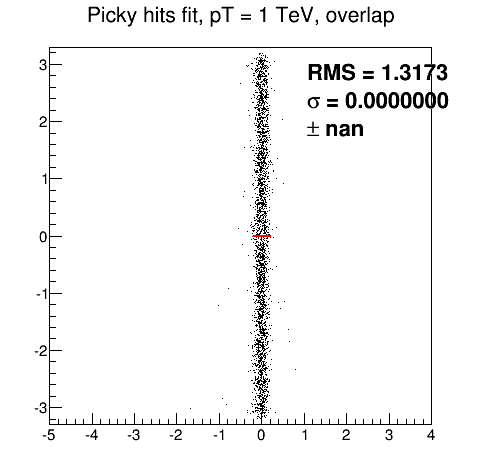 Picky hits fit, pT = 1 TeV, overlap
RMS = 1.3173
σ = 0.0000000
± nan
3
2
1
0
-1
-2
-3
-5 -4 -3 -2 -1 0 1 2 3 4